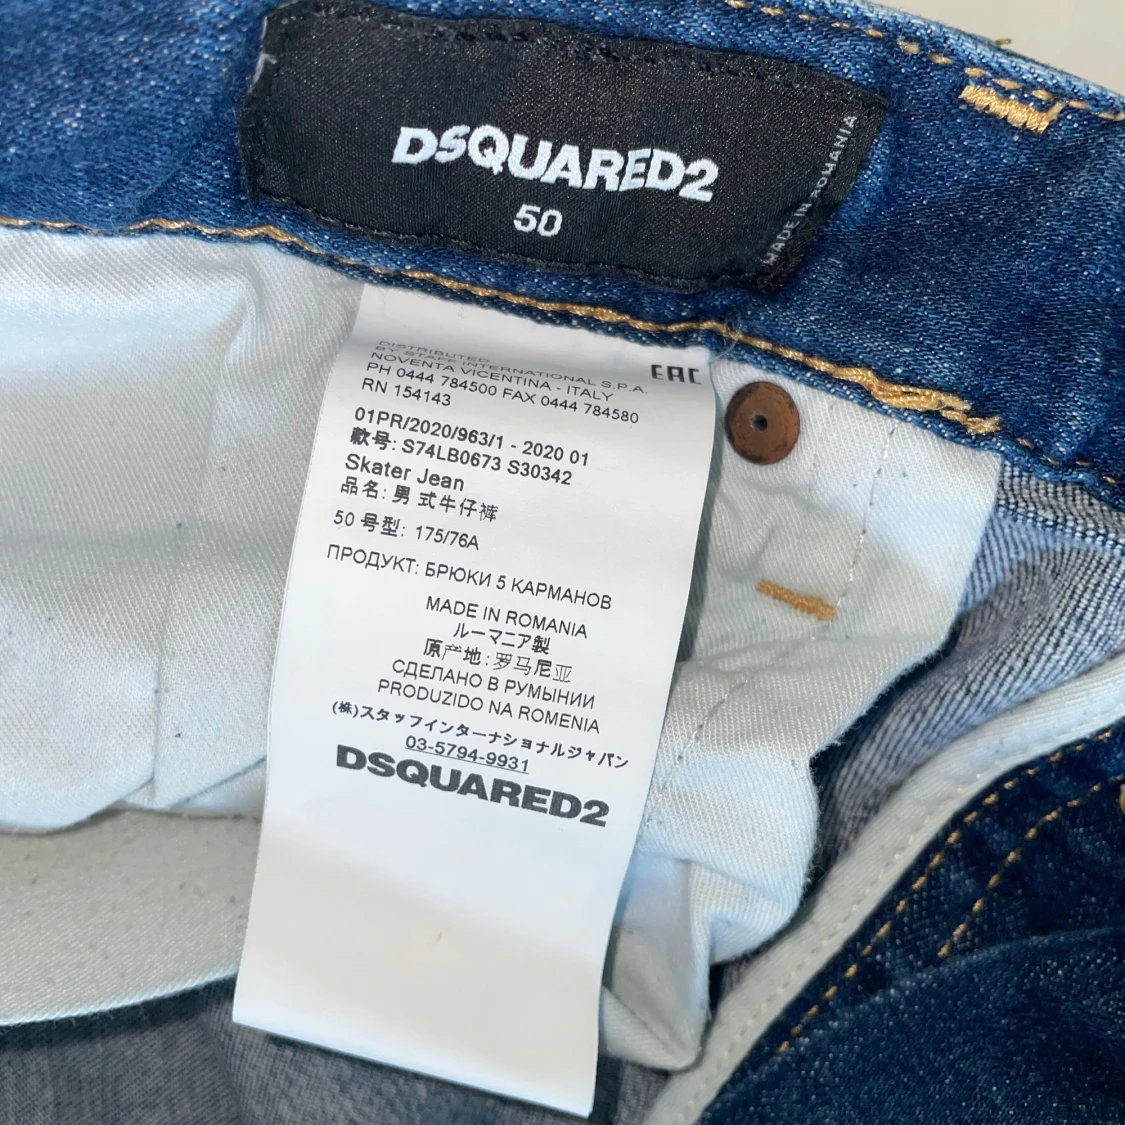 DSQUARED2
50
MADE IN ROMANIA
DISTRIBUTED
BY STAFF INTERNATIONAL S.P.A.
NOVENTA VICENTINA - ITALY
PH 0444 784500 FAX 0444 784580
RN 154143
EAC
01PR/2020/963/1 - 2020 01
款号: S74LB0673 S30342
Skater Jean
品名: 男 式牛仔裤
50 号型: 175/76A
ПРОДУКТ: БРЮКИ 5 КАРМАНОВ
MADE IN ROMANIA
ルーマニア製
原产地: 罗马尼亚
СДЕЛАНО В РУМЫНИИ
PRODUZIDO NA ROMENIA
(株)スタッフインターナショナルジャパン
03-5794-9931
DSQUARED2